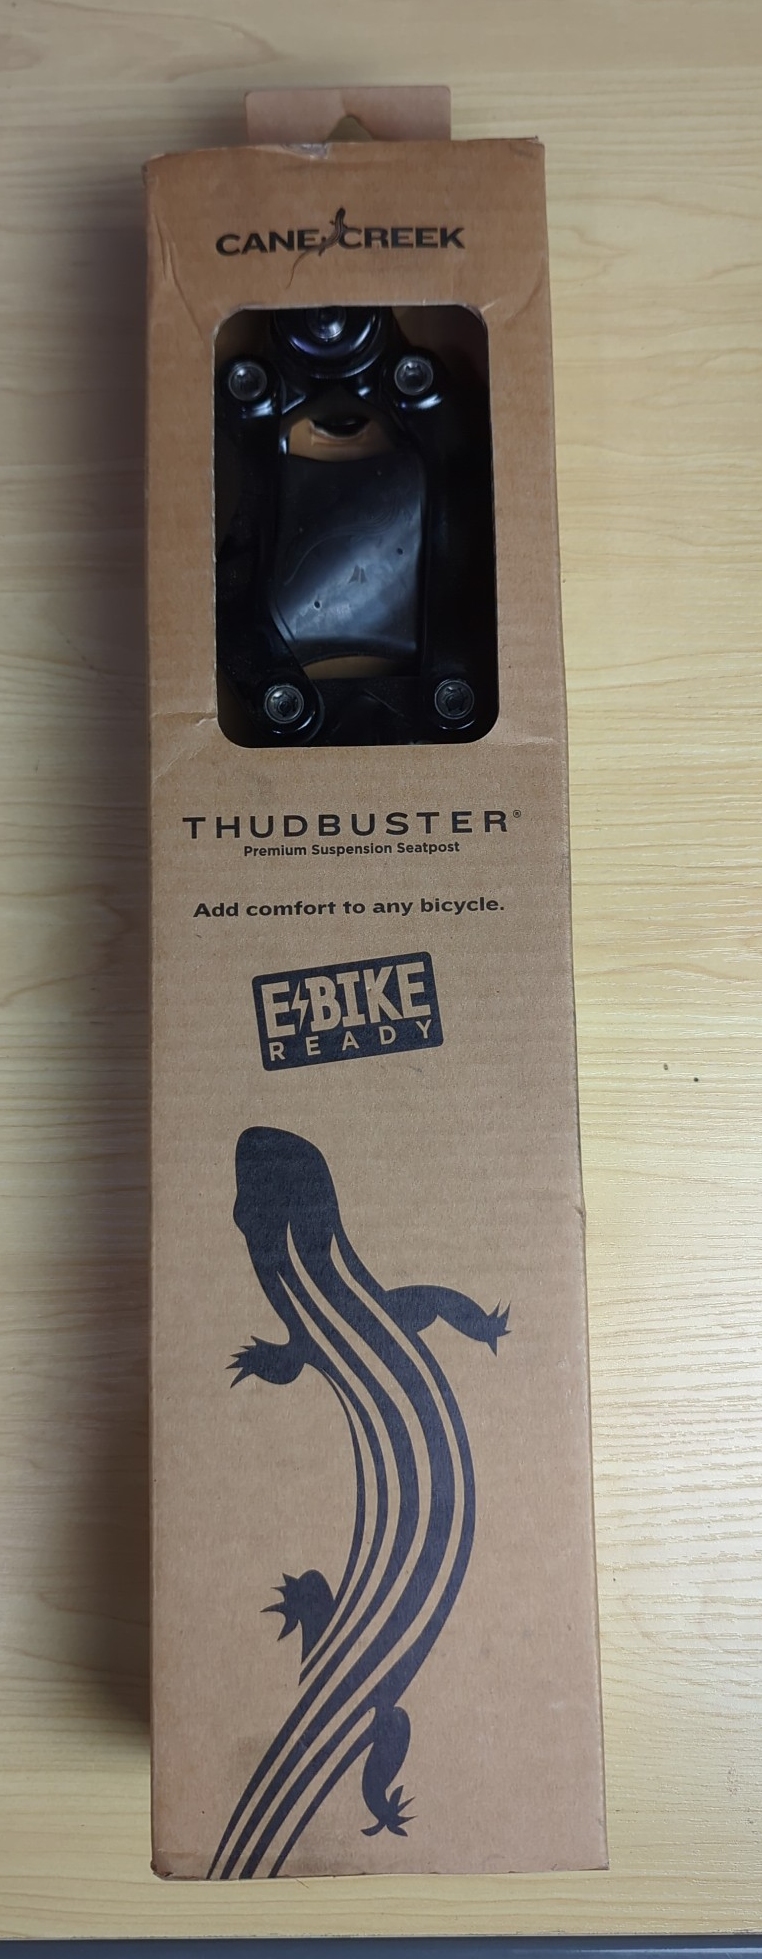 CANE CREEK
THUDBUSTER®
Premium Suspension Seatpost
Add comfort to any bicycle.
E-BIKE
READY